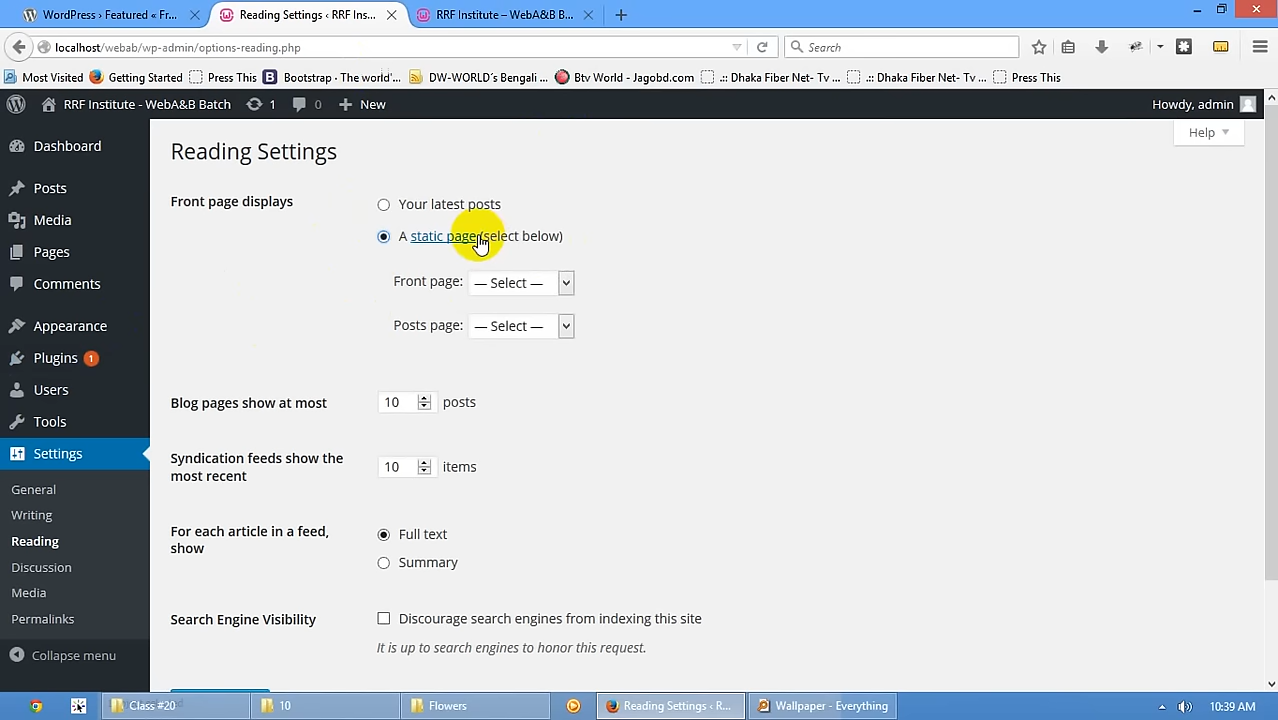 WordPress › Featured « Fr...
Reading Settings ‹ RRF Ins...
RRF Institute – WebA&B B...
localhost/webab/wp-admin/options-reading.php
Search
Most Visited
Getting Started
Press This
Bootstrap · The world'...
DW-WORLD's Bengali ...
Btv World - Jagobd.com
.:: Dhaka Fiber Net- Tv ...
.:: Dhaka Fiber Net- Tv ...
Press This
RRF Institute - WebA&B Batch
1
0
New
Howdy, admin
Help
Dashboard
Posts
Media
Pages
Comments
Appearance
Plugins 1
Users
Tools
Settings
General
Writing
Reading
Discussion
Media
Permalinks
Collapse menu
Reading Settings
Front page displays
Your latest posts
A static page (select below)
Front page: — Select —
Posts page: — Select —
Blog pages show at most
10 posts
Syndication feeds show the
most recent
10 items
For each article in a feed,
show
Full text
Summary
Search Engine Visibility
Discourage search engines from indexing this site
It is up to search engines to honor this request.
Class #20
10
Flowers
Reading Settings ‹ R...
Wallpaper - Everything
10:39 AM